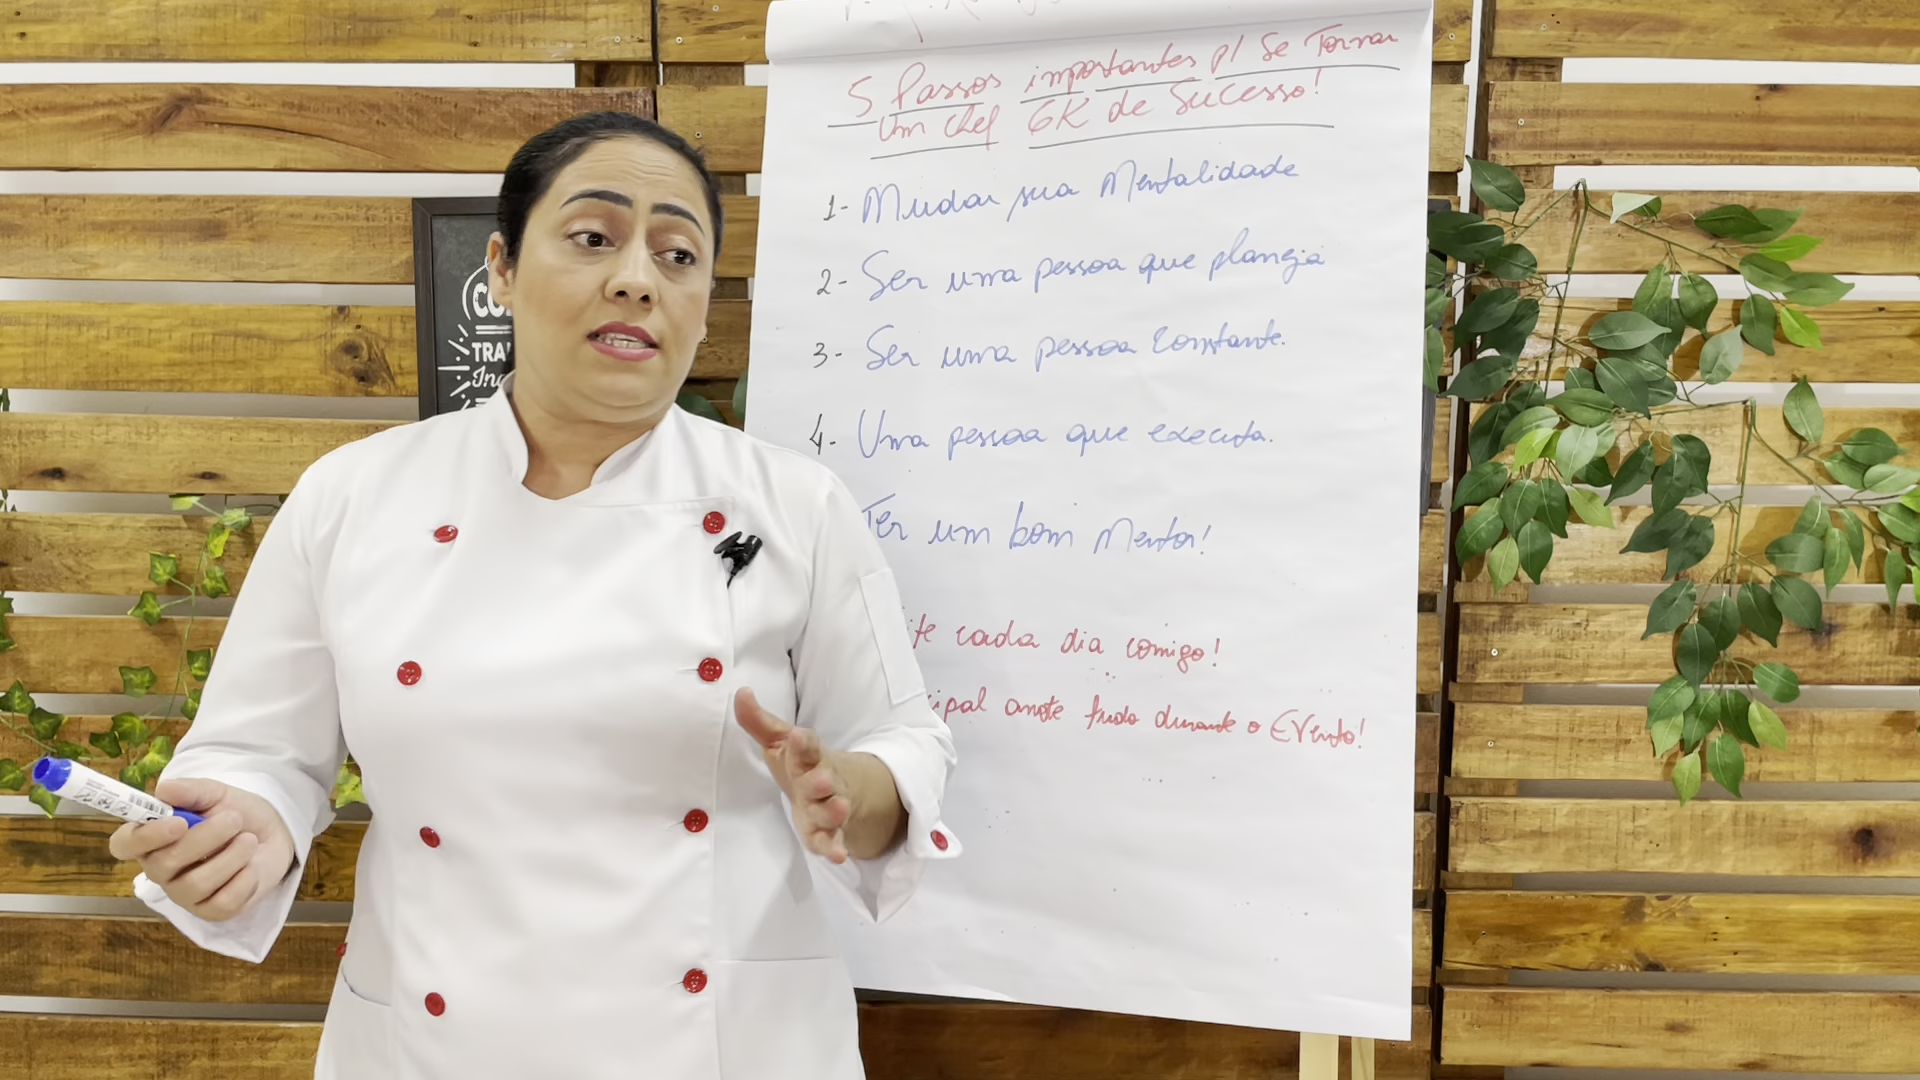 5 Passos importantes p/ Se Tornar
um chef GK de Sucesso!
1- Mudar sua Mentalidade
2- Ser uma pessoa que planeja
3- Ser uma pessoa constante.
4- Uma pessoa que executa.
Ter um bom Mentor!
cada dia comigo!
anote tudo durante o EVento!